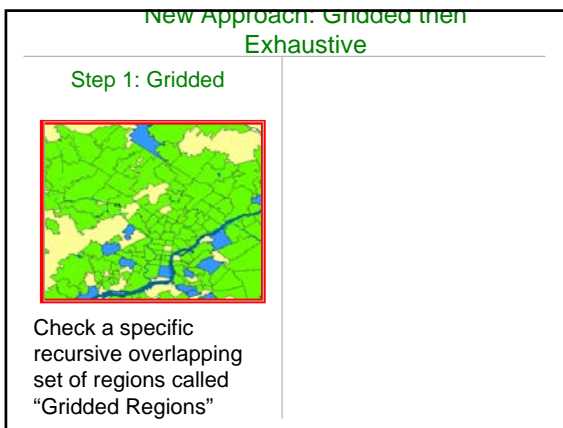 New Approach: Gridded then
Exhaustive
Step 1: Gridded
Check a specific
recursive overlapping
set of regions called
“Gridded Regions”